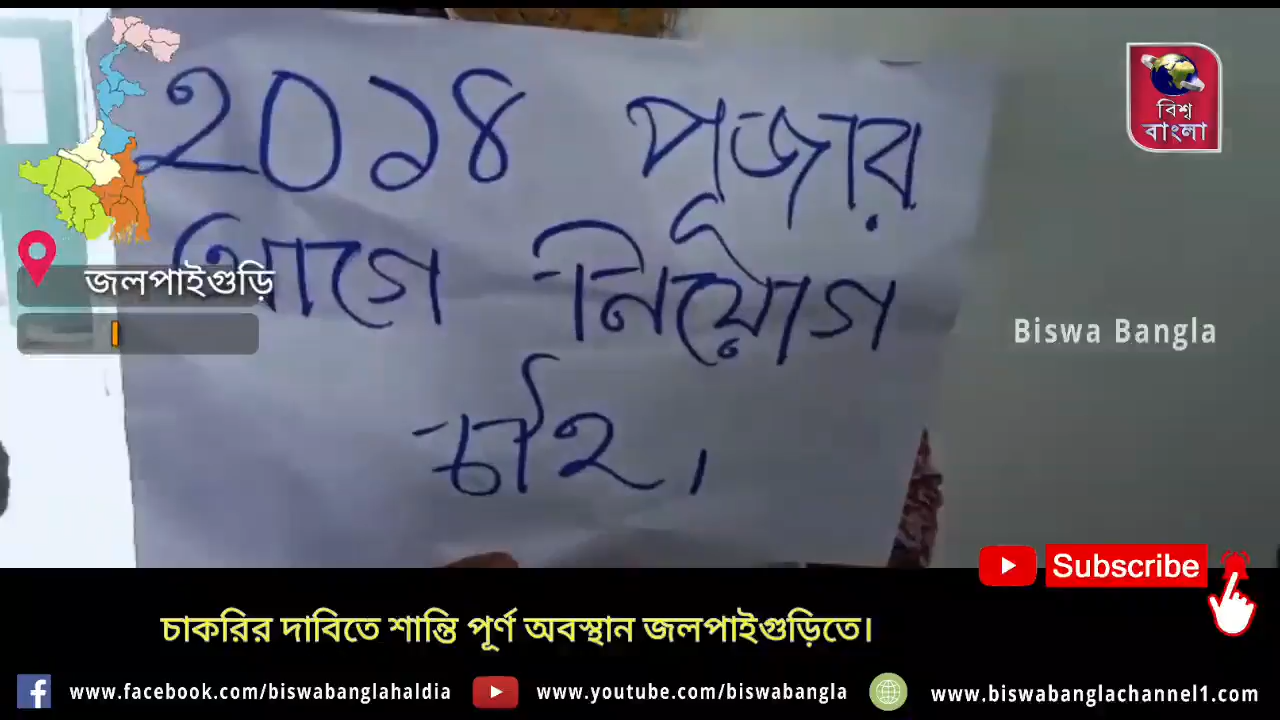 ২০১৪ পূজার
আগে নিয়োগ
চাই।
জলপাইগুড়ি
বিশ্ব
বাংলা
Biswa Bangla
Subscribe
চাকরির দাবিতে শান্তি পূর্ণ অবস্থান জলপাইগুড়িতে।
www.facebook.com/biswabanglahaldia
www.youtube.com/biswabangla
www.biswabanglachannel1.com